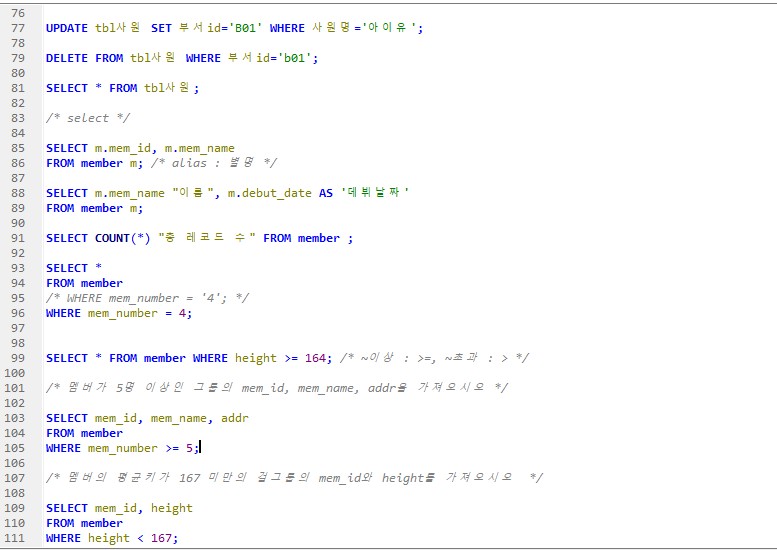 76
77 UPDATE tbl사원 SET 부서id='B01' WHERE 사원명='아이유';
78
79 DELETE FROM tbl사원 WHERE 부서id='b01';
80
81 SELECT * FROM tbl사원;
82
83 /* select */
84
85 SELECT m.mem_id, m.mem_name
86 FROM member m; /* alias : 별명 */
87
88 SELECT m.mem_name "이름", m.debut_date AS '데뷔날짜'
89 FROM member m;
90
91 SELECT COUNT(*) "총 레코드 수" FROM member ;
92
93 SELECT *
94 FROM member
95 /* WHERE mem_number = '4'; */
96 WHERE mem_number = 4;
97
98
99 SELECT * FROM member WHERE height >= 164; /* ~이상 : >=, ~초과 : > */
100
101 /* 멤버가 5명 이상인 그룹의 mem_id, mem_name, addr을 가져오시오 */
102
103 SELECT mem_id, mem_name, addr
104 FROM member
105 WHERE mem_number >= 5;
106
107 /* 멤버의 평균키가 167 미만의 걸그룹의 mem_id와 height를 가져오시오 */
108
109 SELECT mem_id, height
110 FROM member
111 WHERE height < 167;